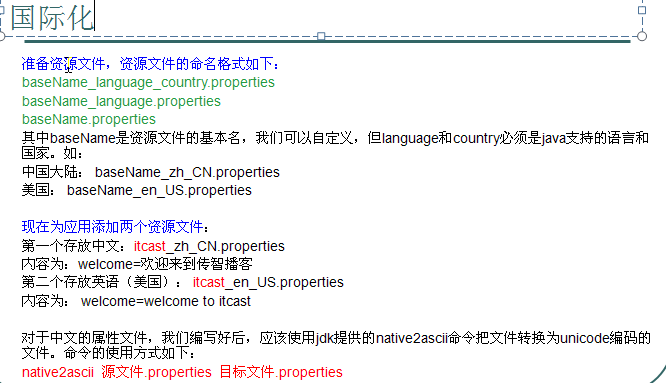 国际化
准备资源文件，资源文件的命名格式如下：
baseName_language_country.properties
baseName_language.properties
baseName.properties
其中baseName是资源文件的基本名，我们可以自定义，但language和country必须是java支持的语言和
国家。如：
中国大陆： baseName_zh_CN.properties
美国： baseName_en_US.properties
现在为应用添加两个资源文件：
第一个存放中文：itcast_zh_CN.properties
内容为：welcome=欢迎来到传智播客
第二个存放英语（美国）： itcast_en_US.properties
内容为： welcome=welcome to itcast
对于中文的属性文件，我们编写好后，应该使用jdk提供的native2ascii命令把文件转换为unicode编码的
文件。命令的使用方式如下：
native2ascii 源文件.properties 目标文件.properties